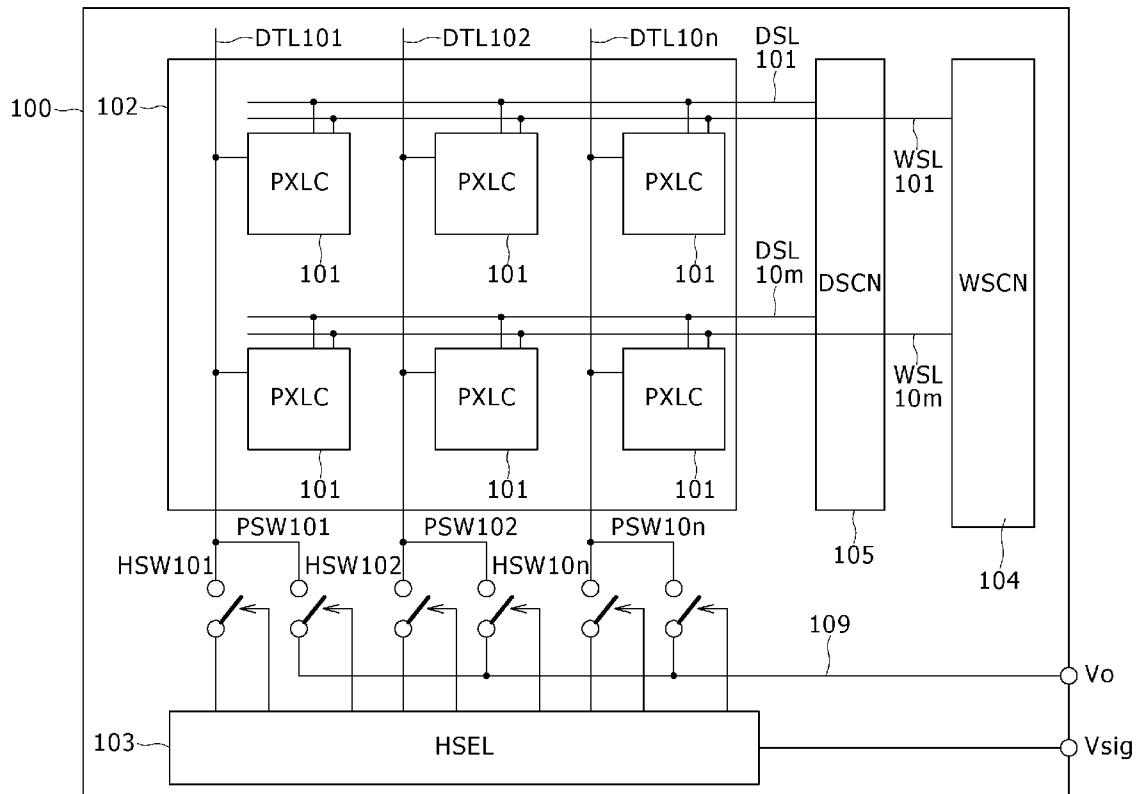 DTL101
DTL102
DTL10n
DSL
101
100
102
PXLC
PXLC
PXLC
WSL
101
101
101
101
DSL
10m
DSCN
WSCN
PXLC
PXLC
PXLC
WSL
10m
101
101
101
PSW101
PSW102
PSW10n
105
104
HSW101
HSW102
HSW10n
109
Vo
103
HSEL
Vsig